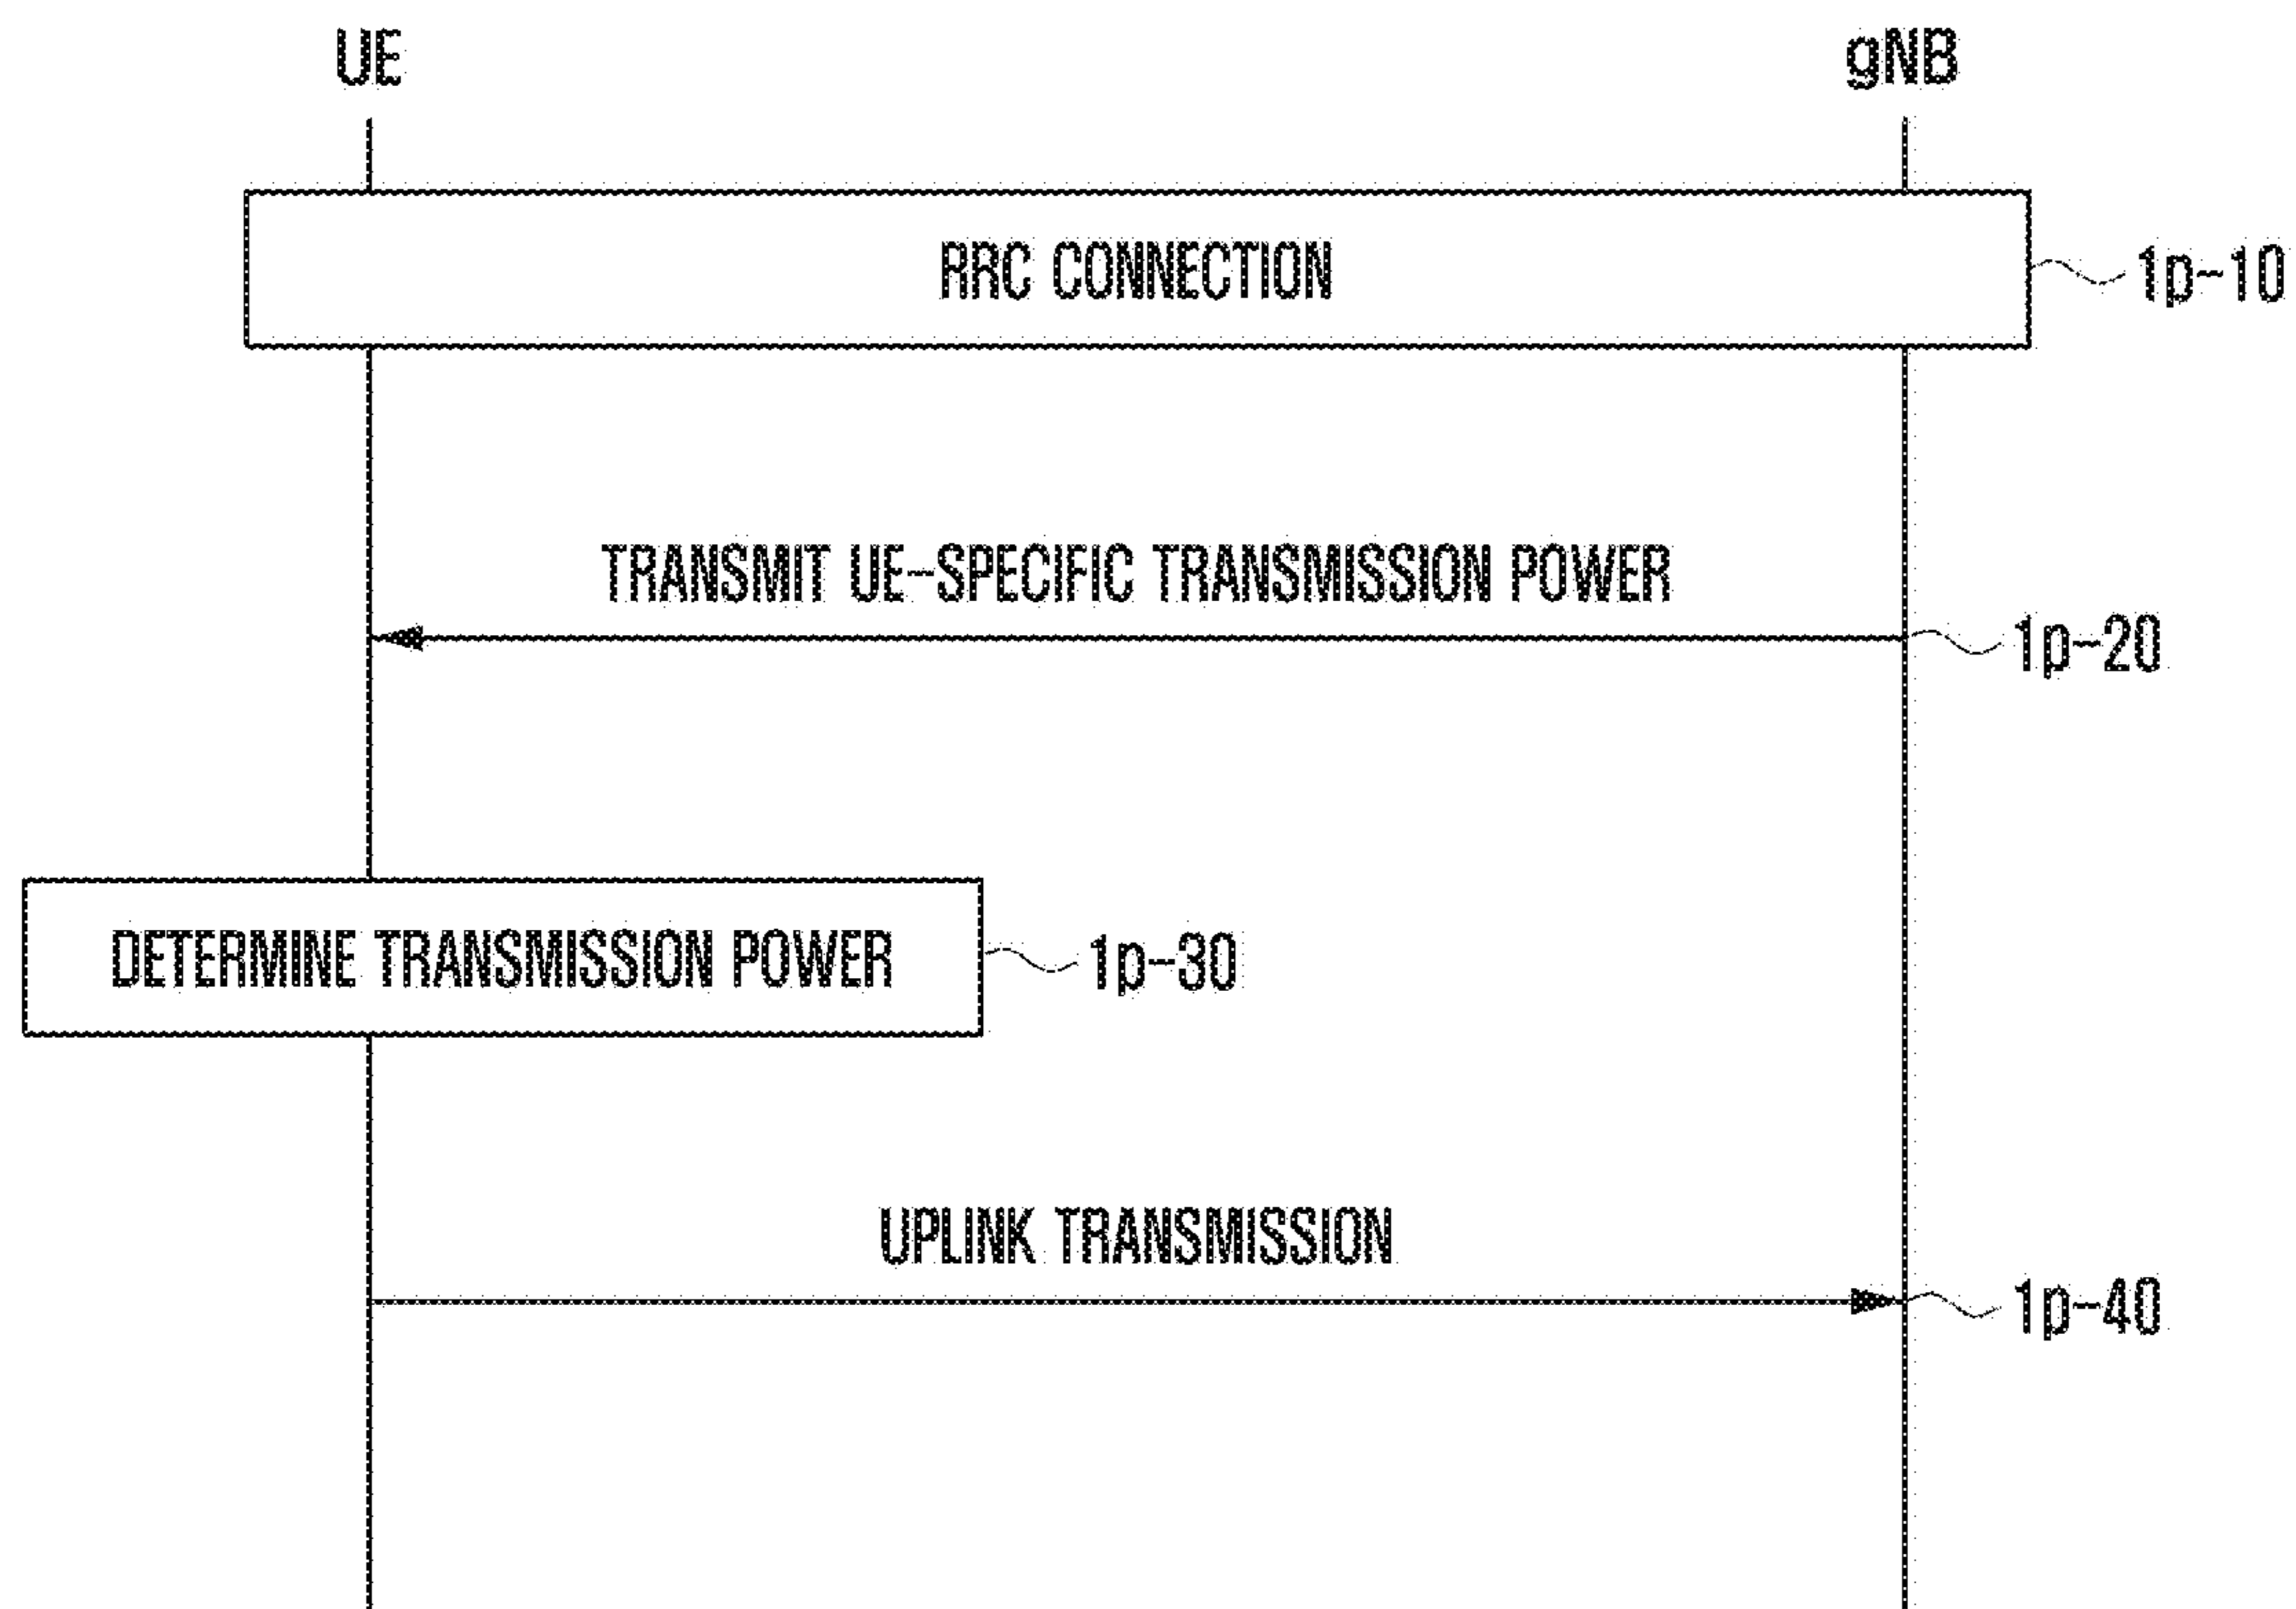 UE
gNB
RRC CONNECTION
1p-10
TRANSMIT UE-SPECIFIC TRANSMISSION POWER
1p-20
DETERMINE TRANSMISSION POWER
1p-30
UPLINK TRANSMISSION
1p-40